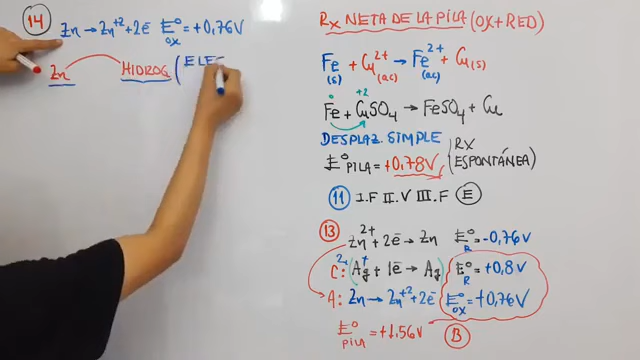 14
Zn → Zn⁺² + 2ē E°ox = +0,76V
Zn HIDROG (ELEC
Rx NETA DE LA PILA (OX+RED)
Fe(s) + Cu²⁺(ac) → Fe²⁺(ac) + Cu(s)
+2
Fe + CuSO₄ → FeSO₄ + Cu
DESPLAZ. SIMPLE
E°PILA = +0,78V (RX ESPONTÁNEA)
11 I.F II.V III.F E
13 Zn²⁺ + 2ē → Zn E°R = -0,76V
C: 2x(Ag⁺ + 1ē → Ag) E°R = +0,8V
A: Zn → Zn⁺² + 2ē E°ox = +0,76V
E°PILA = +1.56V B